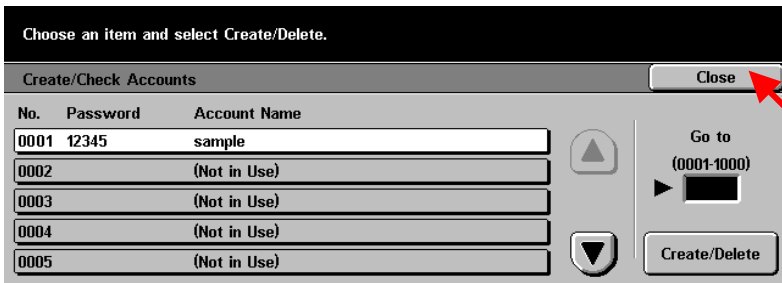 Choose an item and select Create/Delete.
Create/Check Accounts Close
No. Password Account Name
0001 12345 sample
0002 (Not in Use)
0003 (Not in Use)
0004 (Not in Use)
0005 (Not in Use)
Go to
(0001-1000)
Create/Delete